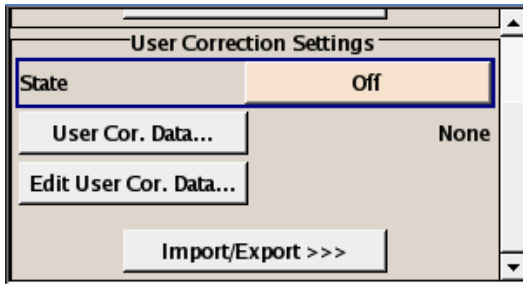 User Correction Settings
State Off
User Cor. Data... None
Edit User Cor. Data...
Import/Export >>>